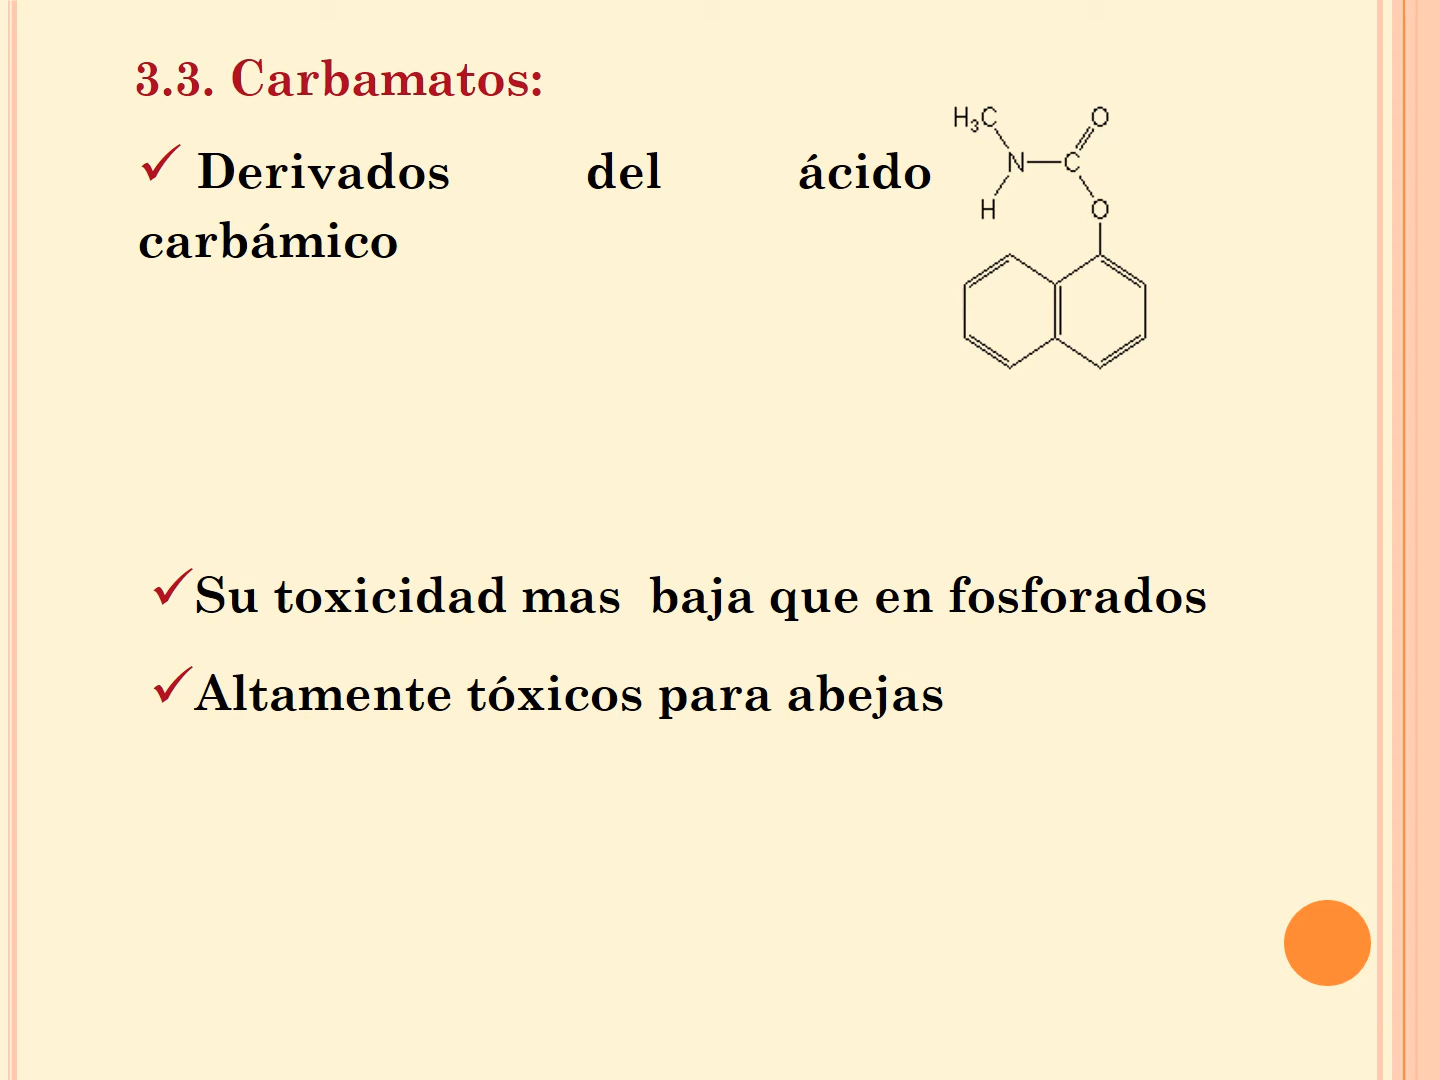 3.3. Carbamatos:
✓ Derivados del ácido
carbámico
H3C O
N C
H O
✓Su toxicidad mas baja que en fosforados
✓Altamente tóxicos para abejas